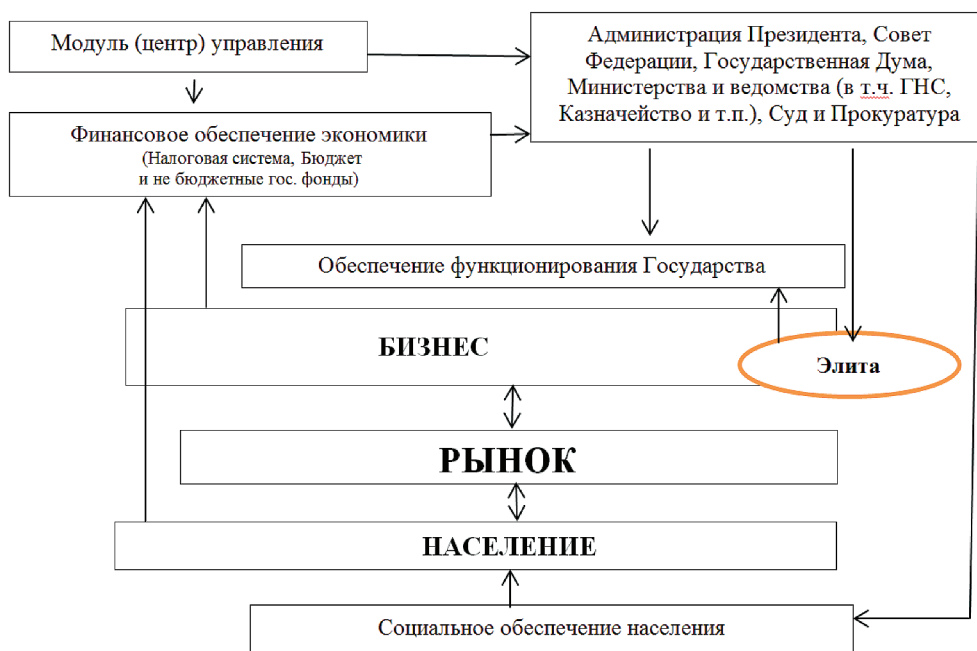 Модуль (центр) управления
Администрация Президента, Совет
Федерации, Государственная Дума,
Министерства и ведомства (в т.ч. ГНС,
Казначейство и т.п.), Суд и Прокуратура
Финансовое обеспечение экономики
(Налоговая система, Бюджет
и не бюджетные гос. фонды)
Обеспечение функционирования Государства
БИЗНЕС
Элита
РЫНОК
НАСЕЛЕНИЕ
Социальное обеспечение населения